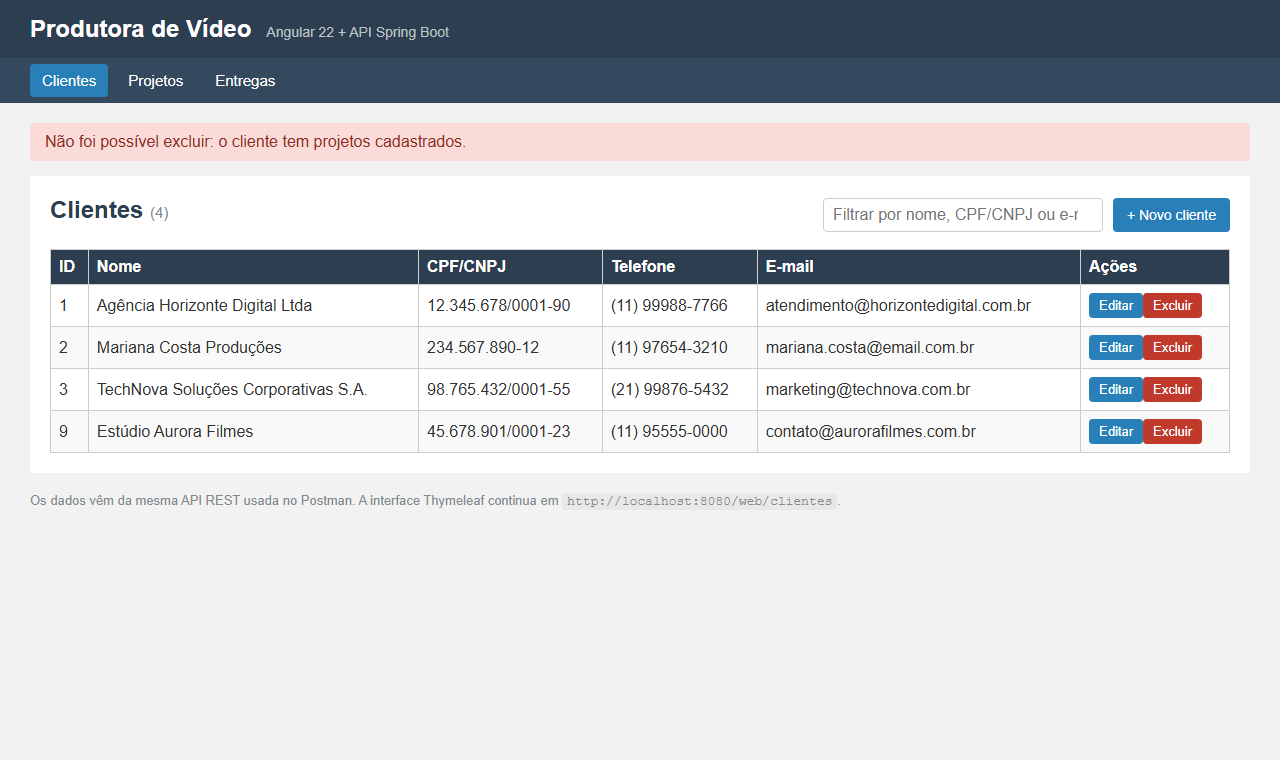 Produtora de Vídeo Angular 22 + API Spring Boot
Clientes Projetos Entregas
Não foi possível excluir: o cliente tem projetos cadastrados.
Clientes (4) Filtrar por nome, CPF/CNPJ ou e-r + Novo cliente
ID Nome CPF/CNPJ Telefone E-mail Ações
1 Agência Horizonte Digital Ltda 12.345.678/0001-90 (11) 99988-7766 atendimento@horizontedigital.com.br Editar Excluir
2 Mariana Costa Produções 234.567.890-12 (11) 97654-3210 mariana.costa@email.com.br Editar Excluir
3 TechNova Soluções Corporativas S.A. 98.765.432/0001-55 (21) 99876-5432 marketing@technova.com.br Editar Excluir
9 Estúdio Aurora Filmes 45.678.901/0001-23 (11) 95555-0000 contato@aurorafilmes.com.br Editar Excluir
Os dados vêm da mesma API REST usada no Postman. A interface Thymeleaf continua em http://localhost:8080/web/clientes.